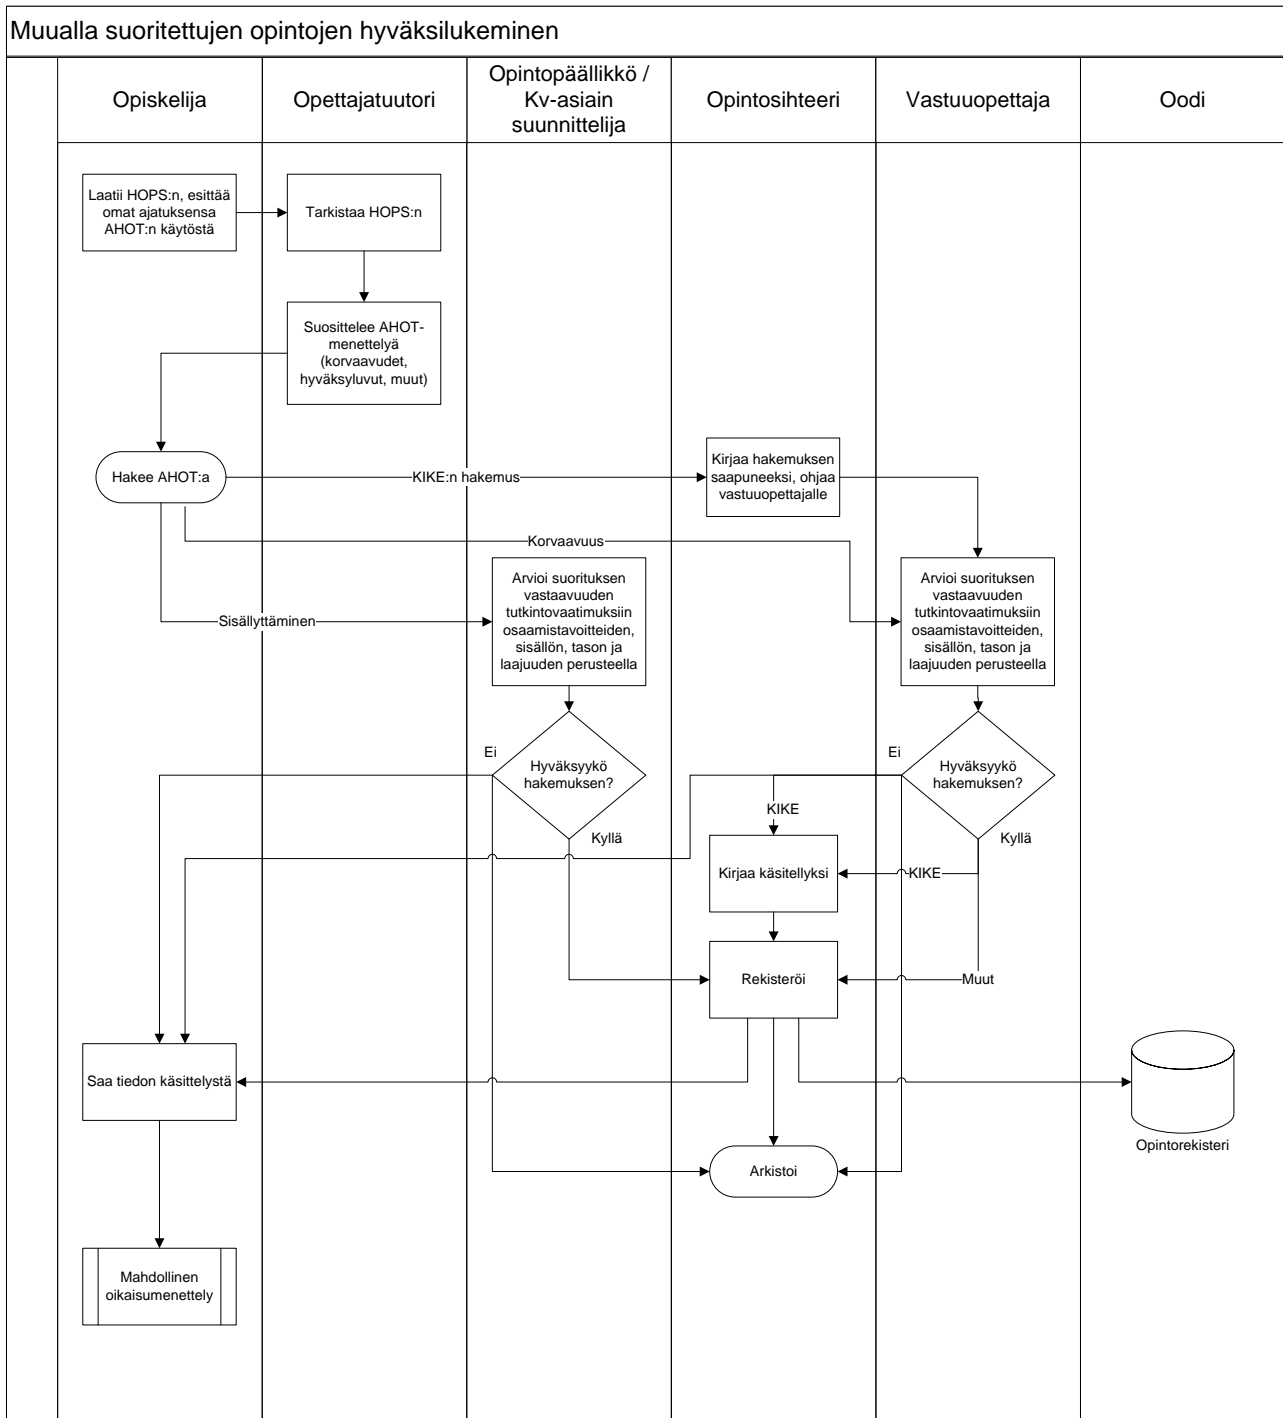 Muualla suoritettujen opintojen hyväksilukeminen
Opiskelija
Opettajatuutori
Opintopäällikkö /
Kv-asiain
suunnittelija
Opintosihteeri
Vastuuopettaja
Oodi
Laatii HOPS:n, esittää
omat ajatuksensa
AHOT:n käytöstä
Tarkistaa HOPS:n
Suosittelee AHOT-
menettelyä
(korvaavudet,
hyväksyluvut, muut)
Hakee AHOT:a
KIKE:n hakemus
Kirjaa hakemuksen
saapuneeksi, ohjaa
vastuuopettajalle
Korvaavuus
Sisällyttäminen
Arvioi suorituksen
vastaavuuden
tutkintovaatimuksiin
osaamistavoitteiden,
sisällön, tason ja
laajuuden perusteella
Arvioi suorituksen
vastaavuuden
tutkintovaatimuksiin
osaamistavoitteiden,
sisällön, tason ja
laajuuden perusteella
Ei
Hyväksyykö
hakemuksen?
Kyllä
Ei
Hyväksyykö
hakemuksen?
Kyllä
KIKE
Kirjaa käsitellyksi
KIKE
Rekisteröi
Muut
Saa tiedon käsittelystä
Opintorekisteri
Arkistoi
Mahdollinen
oikaisumenettely